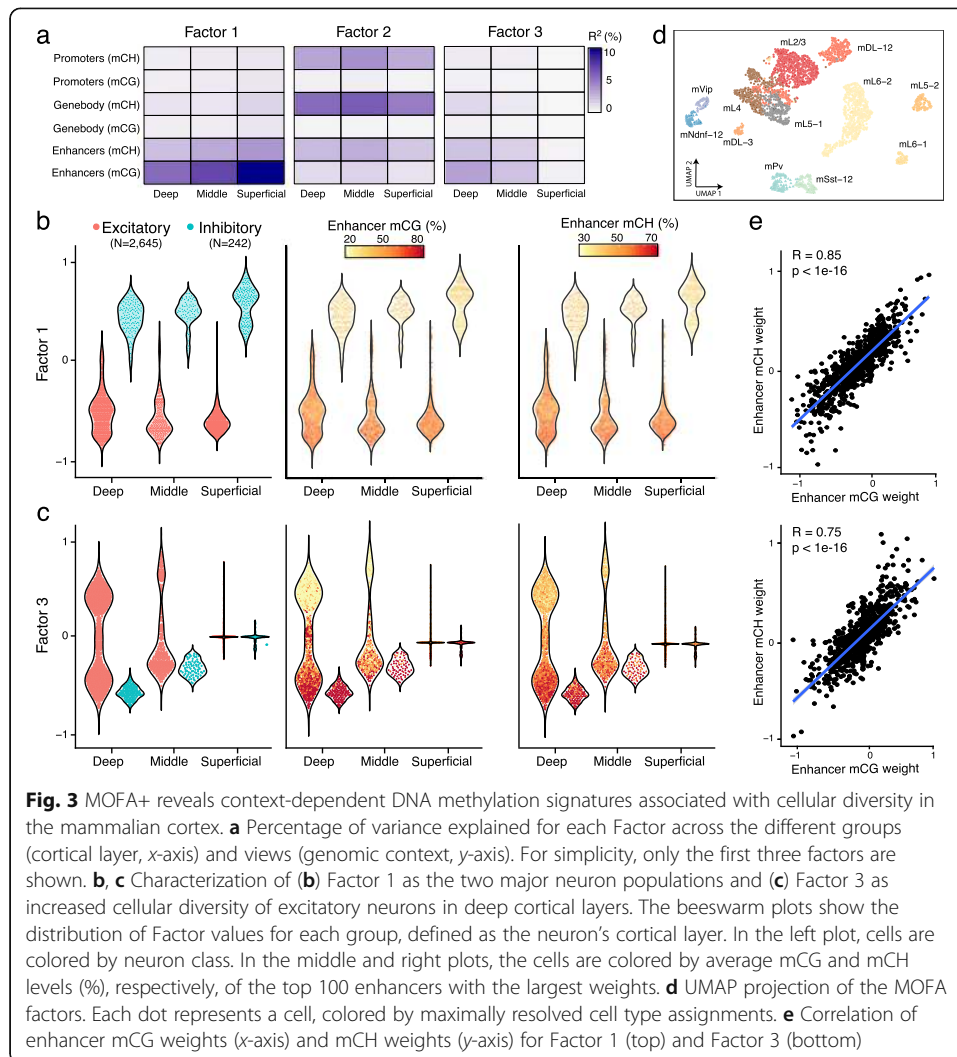 a
Factor 1
Factor 2
Factor 3
R² (%)
10
5
0
Promoters (mCH)
Promoters (mCG)
Genebody (mCH)
Genebody (mCG)
Enhancers (mCH)
Enhancers (mCG)
Deep Middle Superficial
Deep Middle Superficial
Deep Middle Superficial
d
mL2/3
mDL-12
mL6-2
mL5-2
mVip
mL4
mNdnf-12
mDL-3
mL5-1
mL6-1
mPv
mSst-12
UMAP 2
UMAP 1
b
Excitatory
(N=2,645)
Inhibitory
(N=242)
Enhancer mCG (%)
20 50 80
Enhancer mCH (%)
30 50 70
Factor 1
1
0
−1
Deep Middle Superficial
Deep Middle Superficial
Deep Middle Superficial
c
Factor 3
1
0
−1
Deep Middle Superficial
Deep Middle Superficial
Deep Middle Superficial
e
R = 0.85
p < 1e-16
Enhancer mCH weight
1
0
−1
−1 0 1
Enhancer mCG weight
R = 0.75
p < 1e-16
Enhancer mCH weight
1
0
−1
−1 0 1
Enhancer mCG weight
Fig. 3 MOFA+ reveals context-dependent DNA methylation signatures associated with cellular diversity in
the mammalian cortex. a Percentage of variance explained for each Factor across the different groups
(cortical layer, x-axis) and views (genomic context, y-axis). For simplicity, only the first three factors are
shown. b, c Characterization of (b) Factor 1 as the two major neuron populations and (c) Factor 3 as
increased cellular diversity of excitatory neurons in deep cortical layers. The beeswarm plots show the
distribution of Factor values for each group, defined as the neuron's cortical layer. In the left plot, cells are
colored by neuron class. In the middle and right plots, the cells are colored by average mCG and mCH
levels (%), respectively, of the top 100 enhancers with the largest weights. d UMAP projection of the MOFA
factors. Each dot represents a cell, colored by maximally resolved cell type assignments. e Correlation of
enhancer mCG weights (x-axis) and mCH weights (y-axis) for Factor 1 (top) and Factor 3 (bottom)